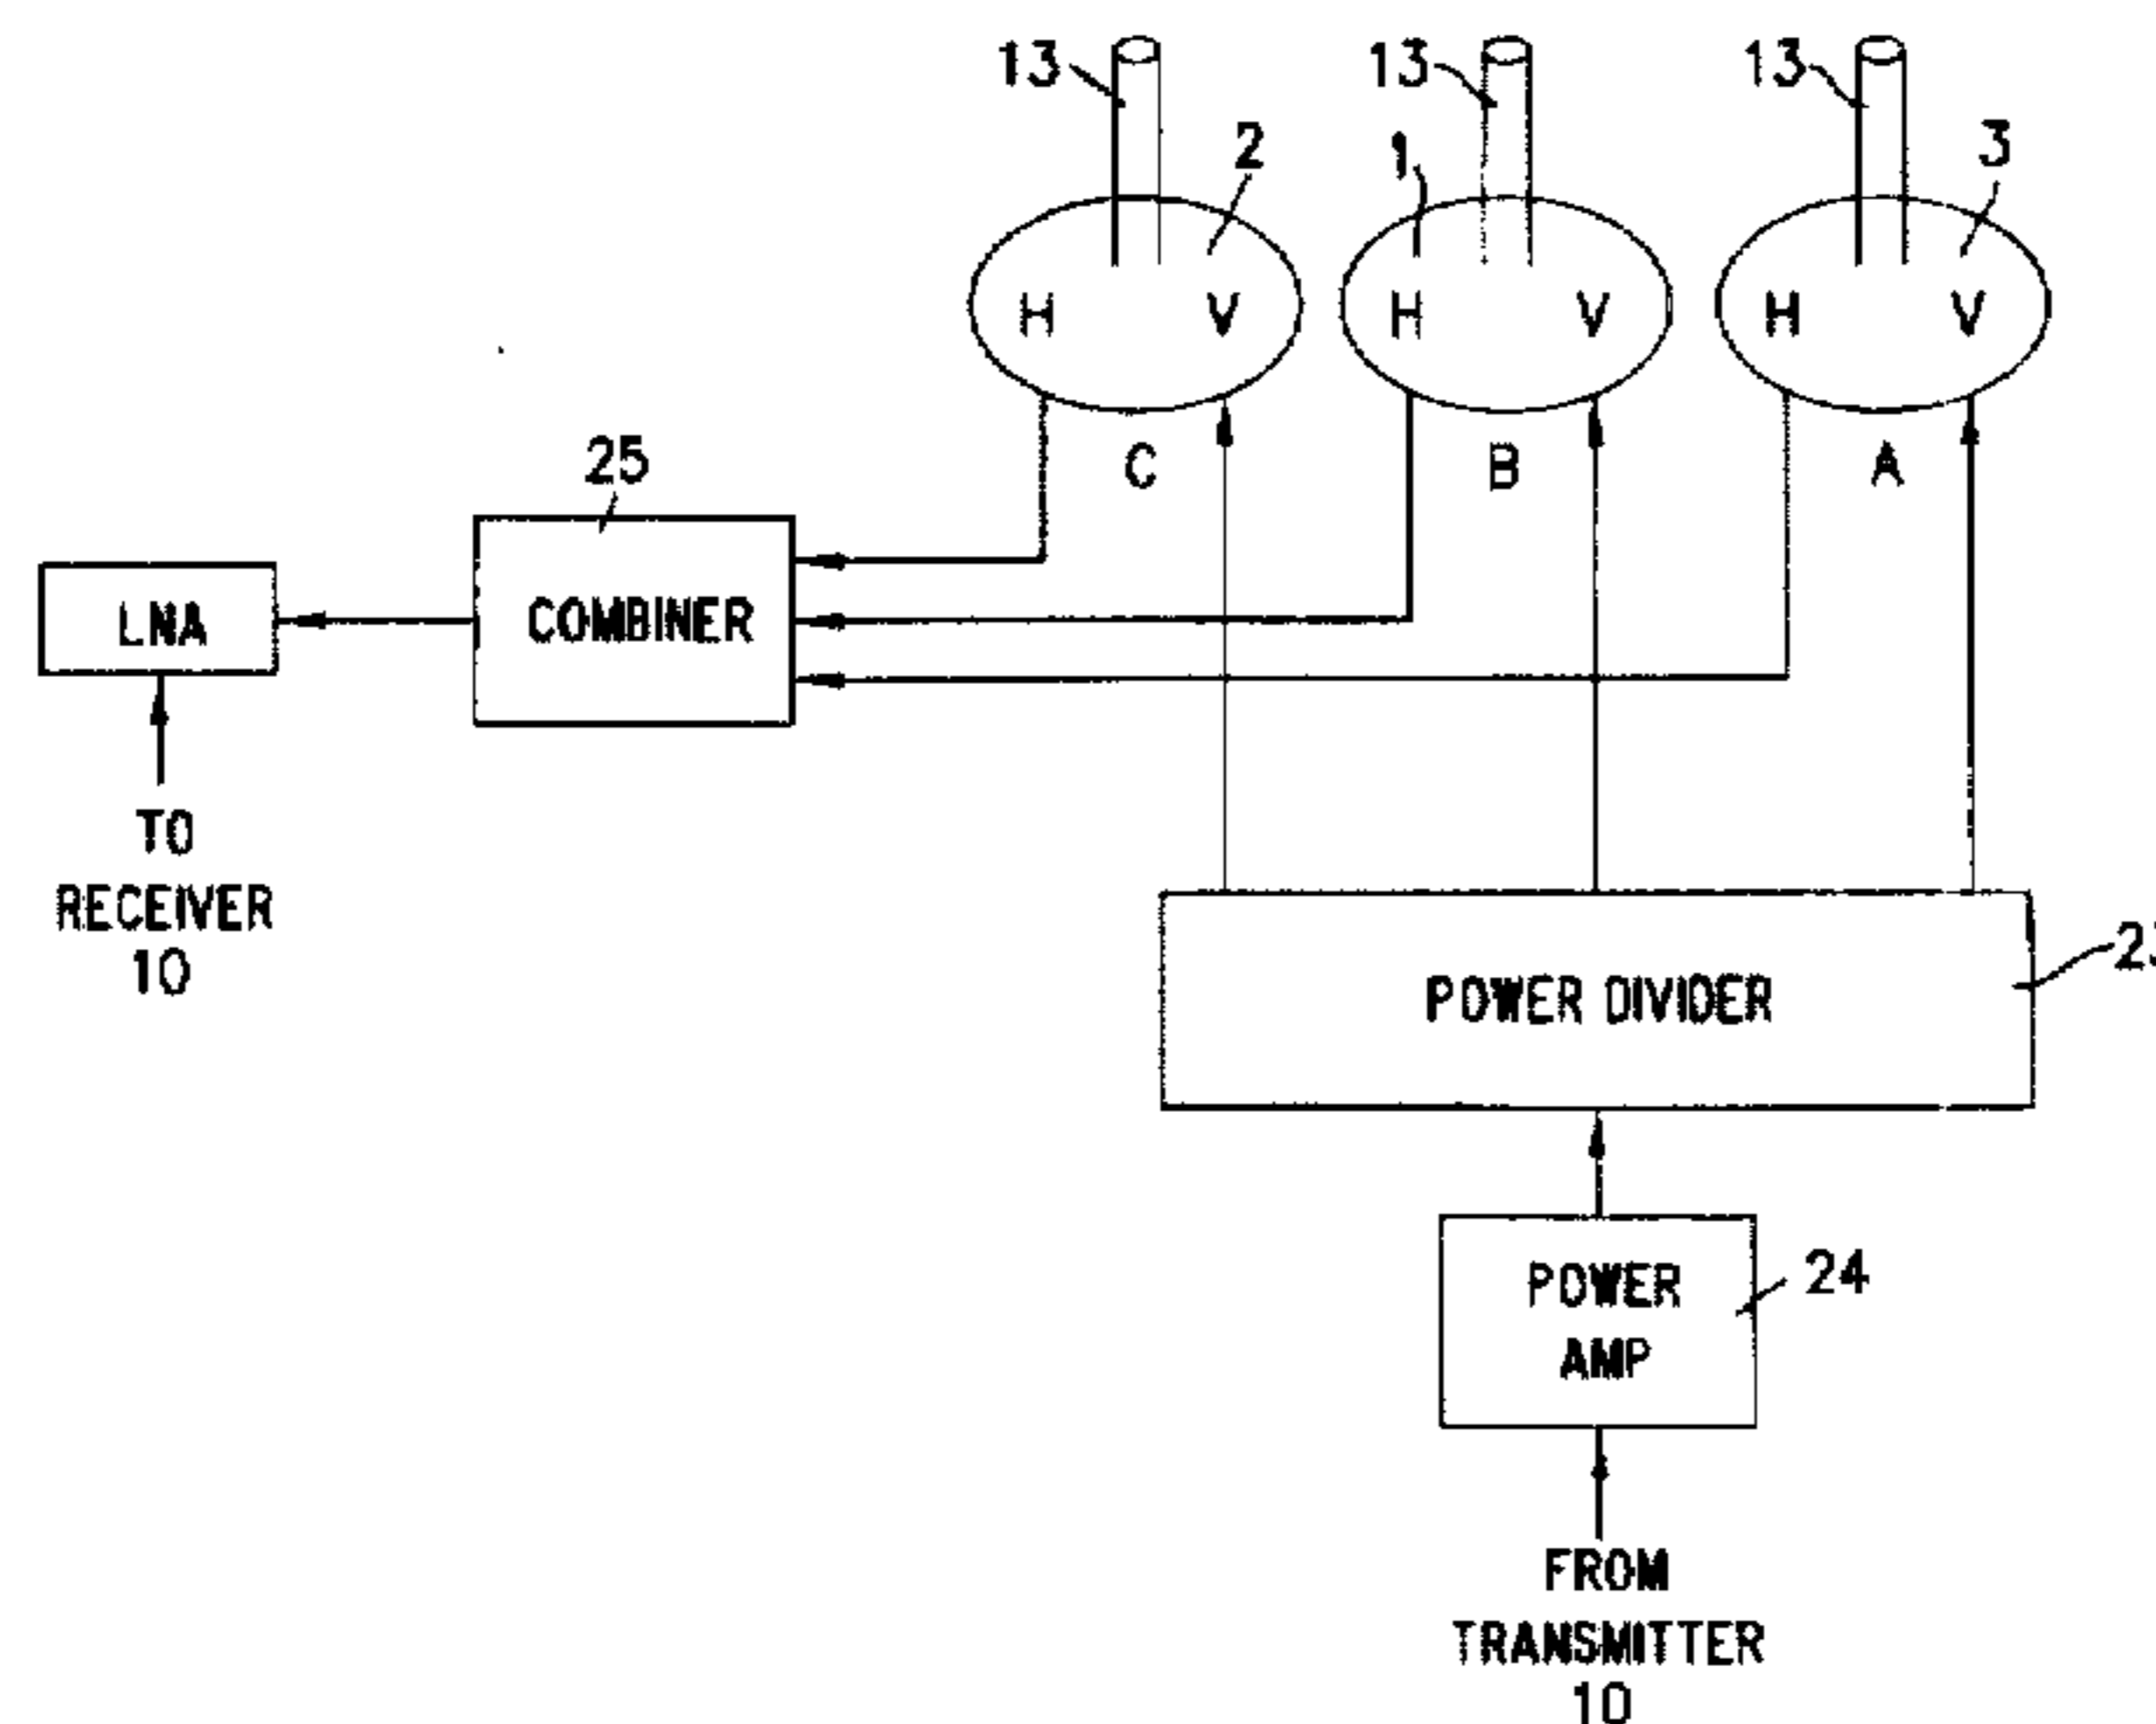 13 13 13
2 1 3
H V H V H V
C B A
25
LNA
COMBINER
TO
RECEIVER
10
POWER DIVIDER
POWER
AMP
24
FROM
TRANSMITTER
10